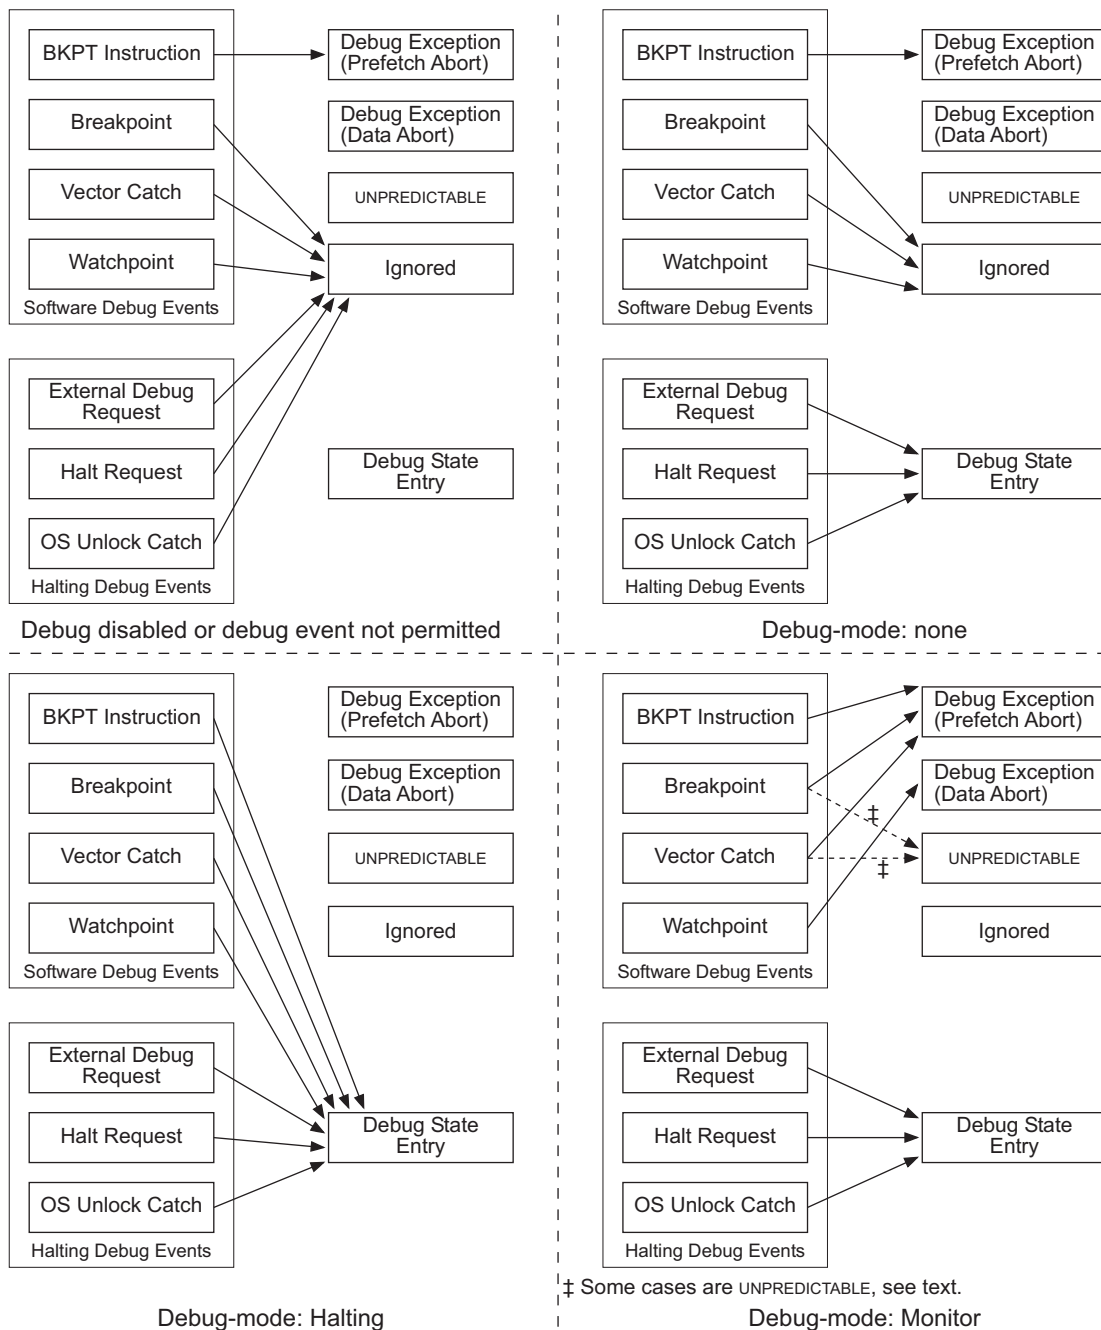 BKPT Instruction
Breakpoint
Vector Catch
Watchpoint
Software Debug Events
Debug Exception
(Prefetch Abort)
Debug Exception
(Data Abort)
UNPREDICTABLE
Ignored
External Debug
Request
Halt Request
OS Unlock Catch
Halting Debug Events
Debug State
Entry
Debug disabled or debug event not permitted
BKPT Instruction
Breakpoint
Vector Catch
Watchpoint
Software Debug Events
Debug Exception
(Prefetch Abort)
Debug Exception
(Data Abort)
UNPREDICTABLE
Ignored
External Debug
Request
Halt Request
OS Unlock Catch
Halting Debug Events
Debug State
Entry
Debug-mode: none
BKPT Instruction
Breakpoint
Vector Catch
Watchpoint
Software Debug Events
Debug Exception
(Prefetch Abort)
Debug Exception
(Data Abort)
UNPREDICTABLE
Ignored
External Debug
Request
Halt Request
OS Unlock Catch
Halting Debug Events
Debug State
Entry
Debug-mode: Halting
BKPT Instruction
Breakpoint
Vector Catch
Watchpoint
Software Debug Events
Debug Exception
(Prefetch Abort)
Debug Exception
(Data Abort)
‡
UNPREDICTABLE
‡
Ignored
External Debug
Request
Halt Request
OS Unlock Catch
Halting Debug Events
Debug State
Entry
‡ Some cases are UNPREDICTABLE, see text.
Debug-mode: Monitor